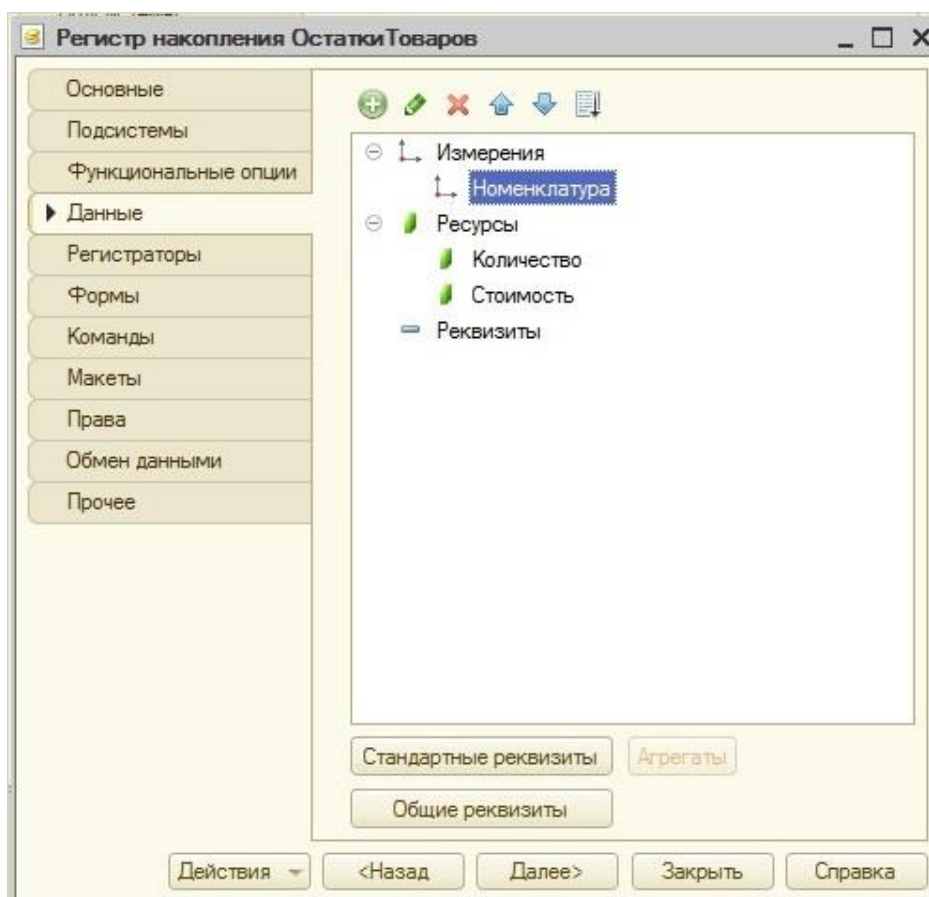 Регистр накопления ОстаткиТоваров
Основные
Подсистемы
Функциональные опции
Данные
Регистраторы
Формы
Команды
Макеты
Права
Обмен данными
Прочее
Измерения
Номенклатура
Ресурсы
Количество
Стоимость
Реквизиты
Стандартные реквизиты Агрегаты
Общие реквизиты
Действия <Назад Далее> Закрыть Справка